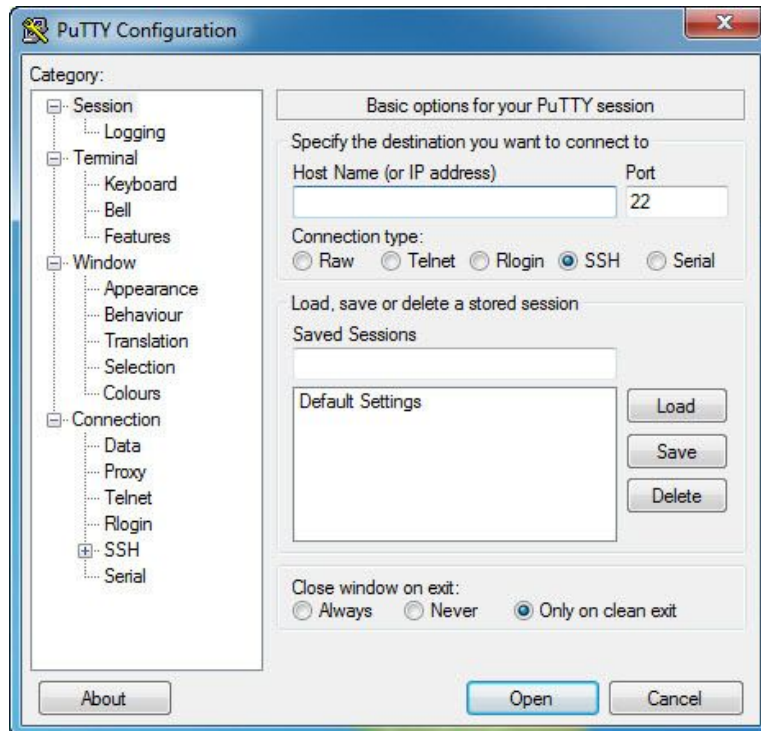 PuTTY Configuration
Category:
Session
Logging
Terminal
Keyboard
Bell
Features
Window
Appearance
Behaviour
Translation
Selection
Colours
Connection
Data
Proxy
Telnet
Rlogin
SSH
Serial
Basic options for your PuTTY session
Specify the destination you want to connect to
Host Name (or IP address) Port
22
Connection type:
Raw Telnet Rlogin SSH Serial
Load, save or delete a stored session
Saved Sessions
Default Settings
Load
Save
Delete
Close window on exit:
Always Never Only on clean exit
About Open Cancel